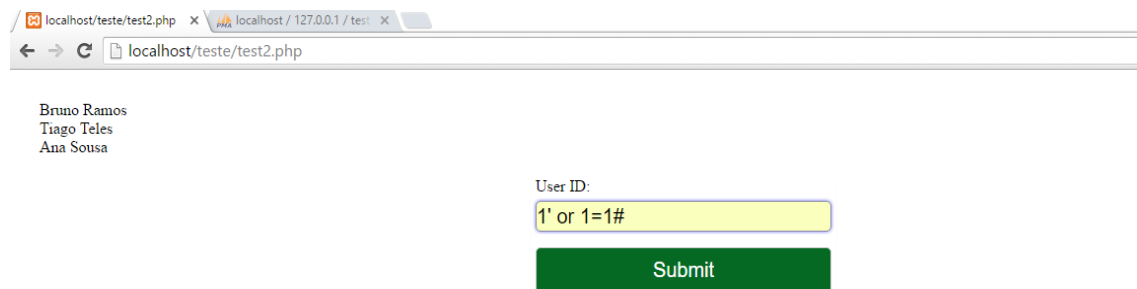 localhost/teste/test2.php
localhost / 127.0.0.1 / test
localhost/teste/test2.php
Bruno Ramos
Tiago Teles
Ana Sousa
User ID:
1' or 1=1#
Submit